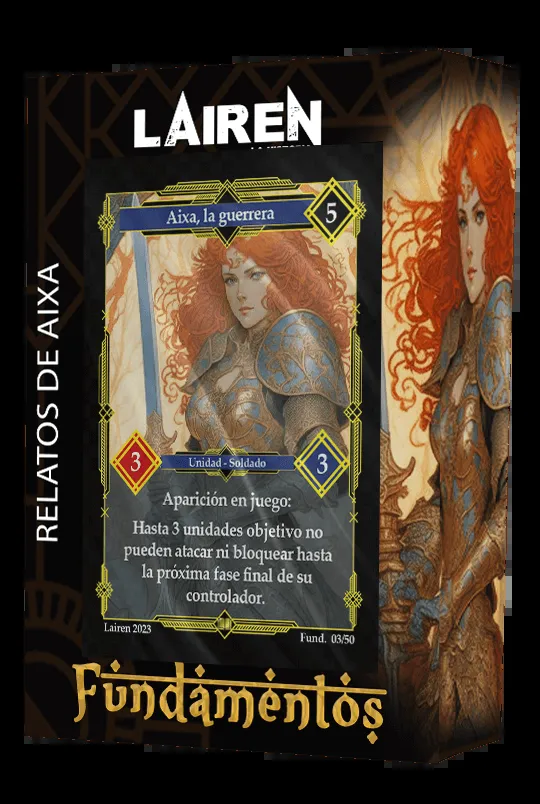 LAIREN
Aixa, la guerrera
5
RELATOS DE AIXA
3
Unidad - Soldado
3
Aparición en juego:
Hasta 3 unidades objetivo no
pueden atacar ni bloquear hasta
la próxima fase final de su
controlador.
Lairen 2023
Fund. 03/50
Fundamentos